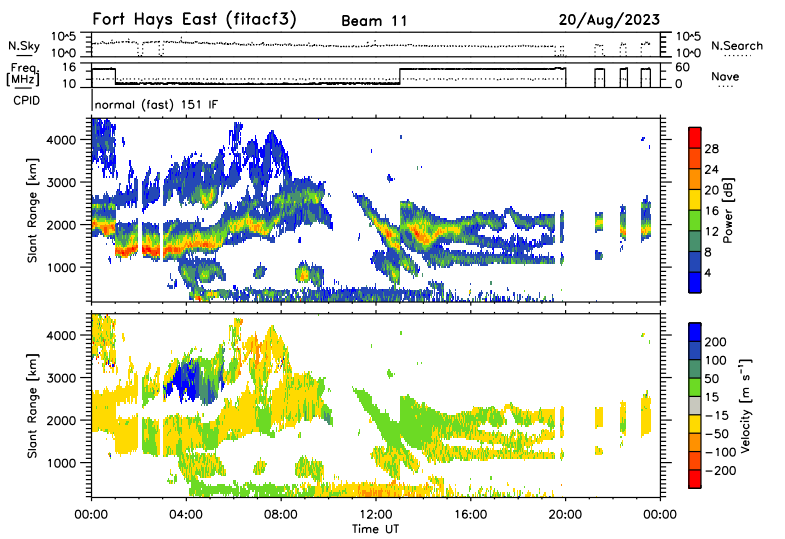 Fort Hays East (fitacf3) Beam 11 20/Aug/2023
N.Sky 10^5 10^0 10^5 10^0 N.Search
Freq. [MHz] 16 10 60 0 Nave
CPID normal (fast) 151 IF
Slant Range [km] 4000 3000 2000 1000
Power [dB] 28 24 20 16 12 8 4
Slant Range [km] 4000 3000 2000 1000
Velocity [m s⁻¹] 200 100 50 15 −15 −50 −100 −200
00:00 04:00 08:00 12:00 16:00 20:00 00:00
Time UT